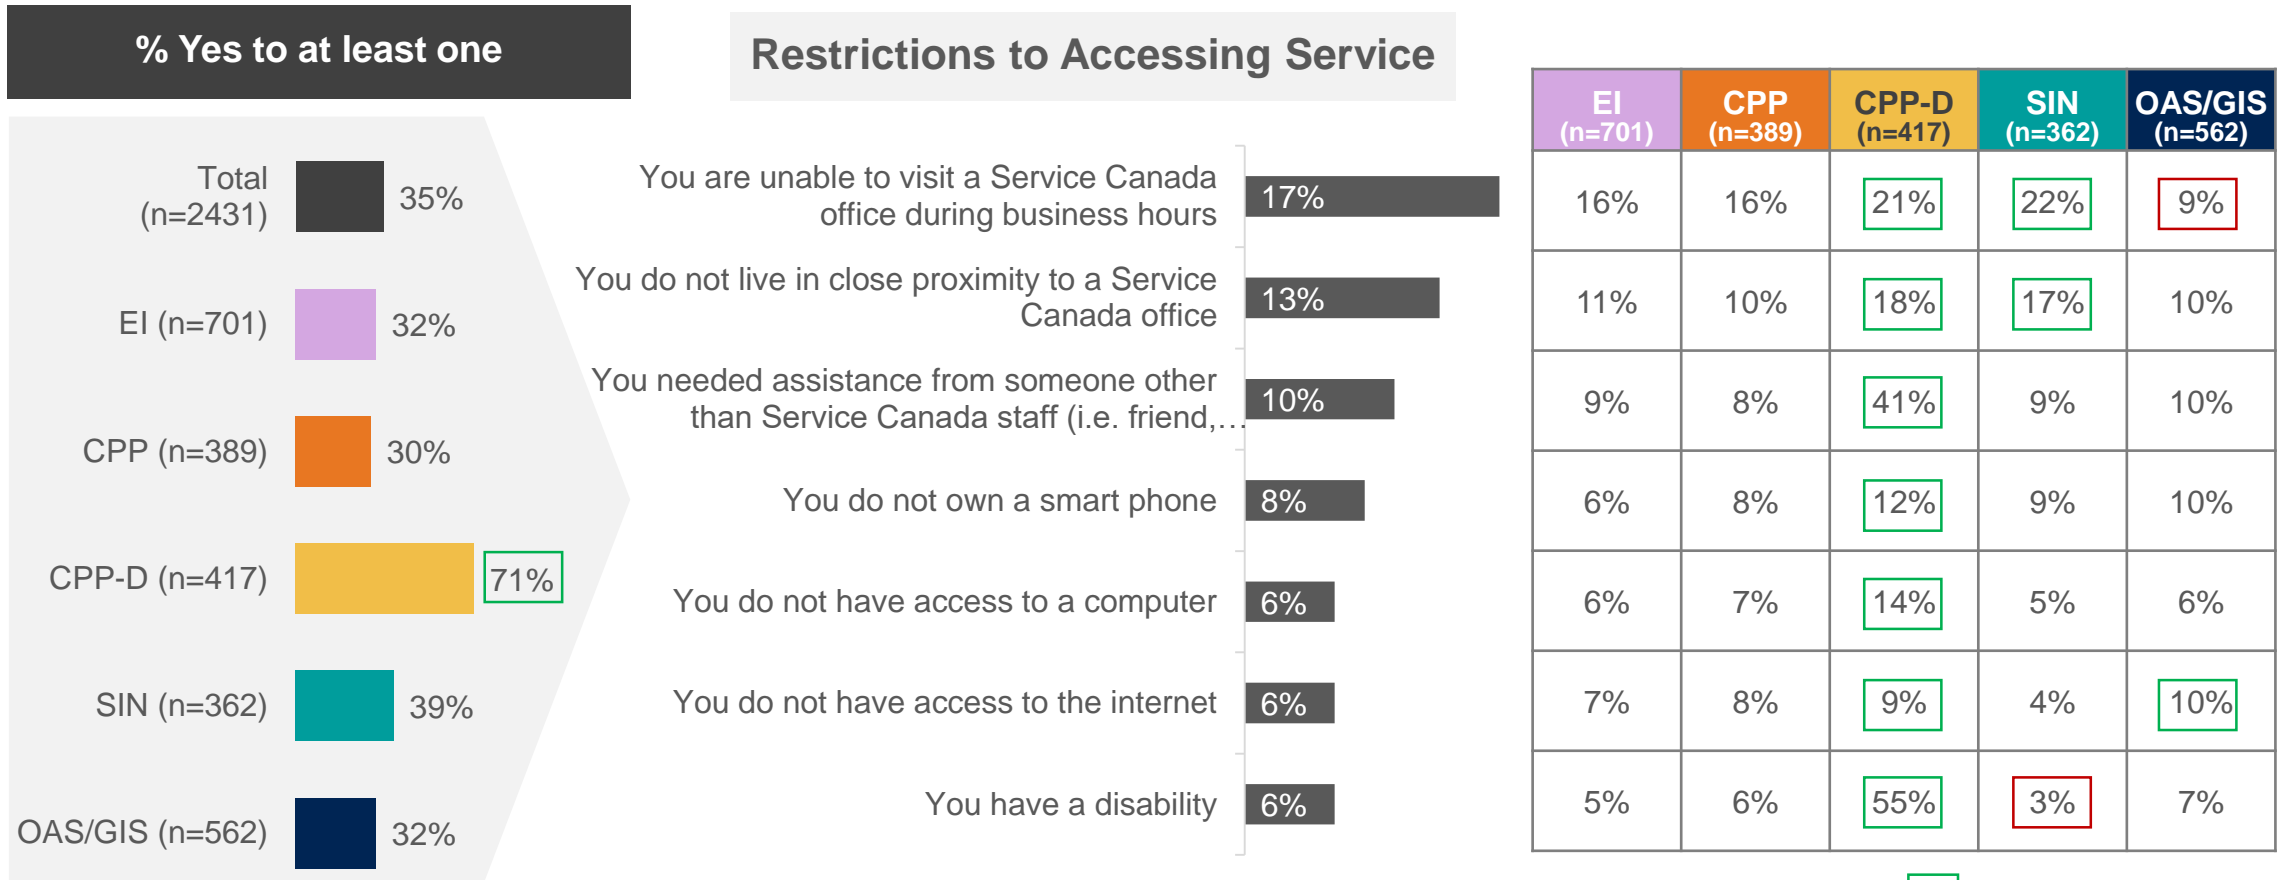 % Yes to at least one
Restrictions to Accessing Service
Total
(n=2431)
35%
EI (n=701)
32%
CPP (n=389)
30%
CPP-D (n=417)
71%
SIN (n=362)
39%
OAS/GIS (n=562)
32%
You are unable to visit a Service Canada
office during business hours
17%
You do not live in close proximity to a Service
Canada office
13%
You needed assistance from someone other
than Service Canada staff (i.e. friend,…
10%
You do not own a smart phone
8%
You do not have access to a computer
6%
You do not have access to the internet
6%
You have a disability
6%
EI CPP CPP-D SIN OAS/GIS
(n=701) (n=389) (n=417) (n=362) (n=562)
16% 16% 21% 22% 9%
11% 10% 18% 17% 10%
9% 8% 41% 9% 10%
6% 8% 12% 9% 10%
6% 7% 14% 5% 6%
7% 8% 9% 4% 10%
5% 6% 55% 3% 7%